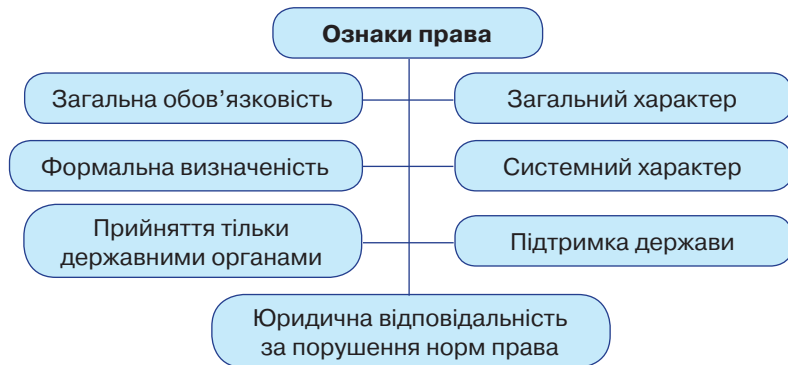 Ознаки права
Загальна обов’язковість
Загальний характер
Формальна визначеність
Системний характер
Прийняття тільки
державними органами
Підтримка держави
Юридична відповідальність
за порушення норм права